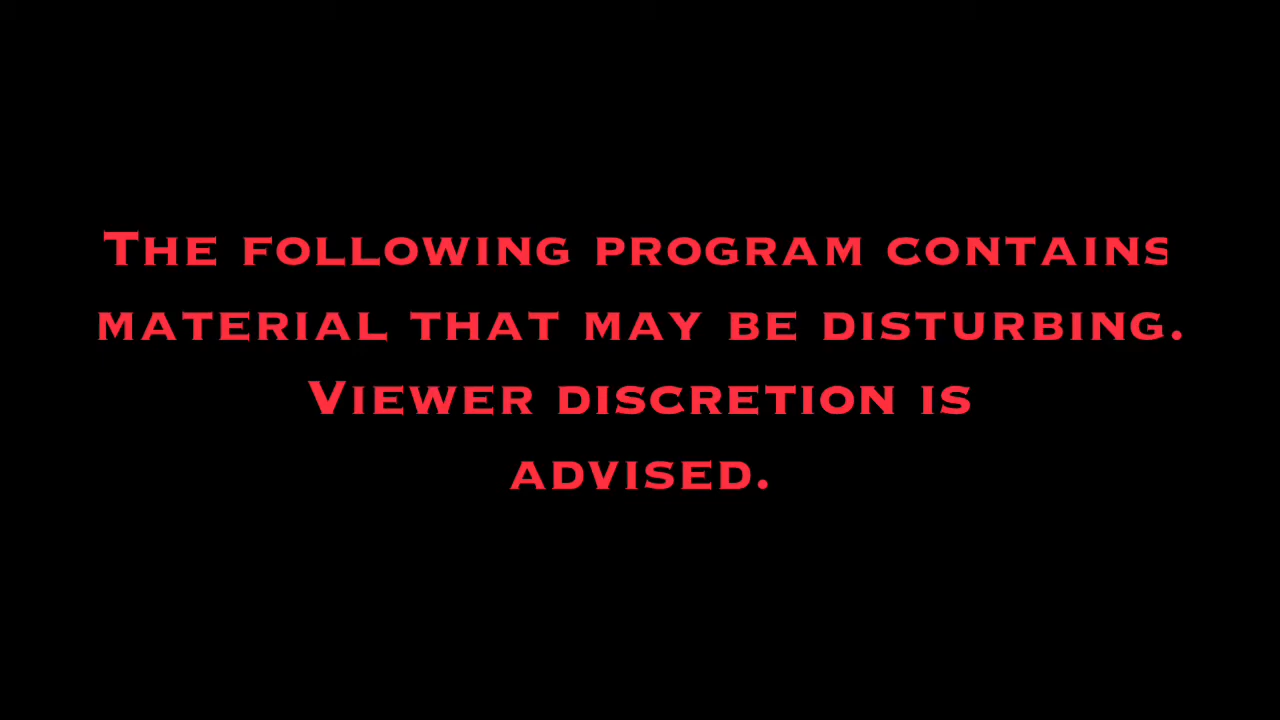 The following program contains
material that may be disturbing.
Viewer discretion is
advised.